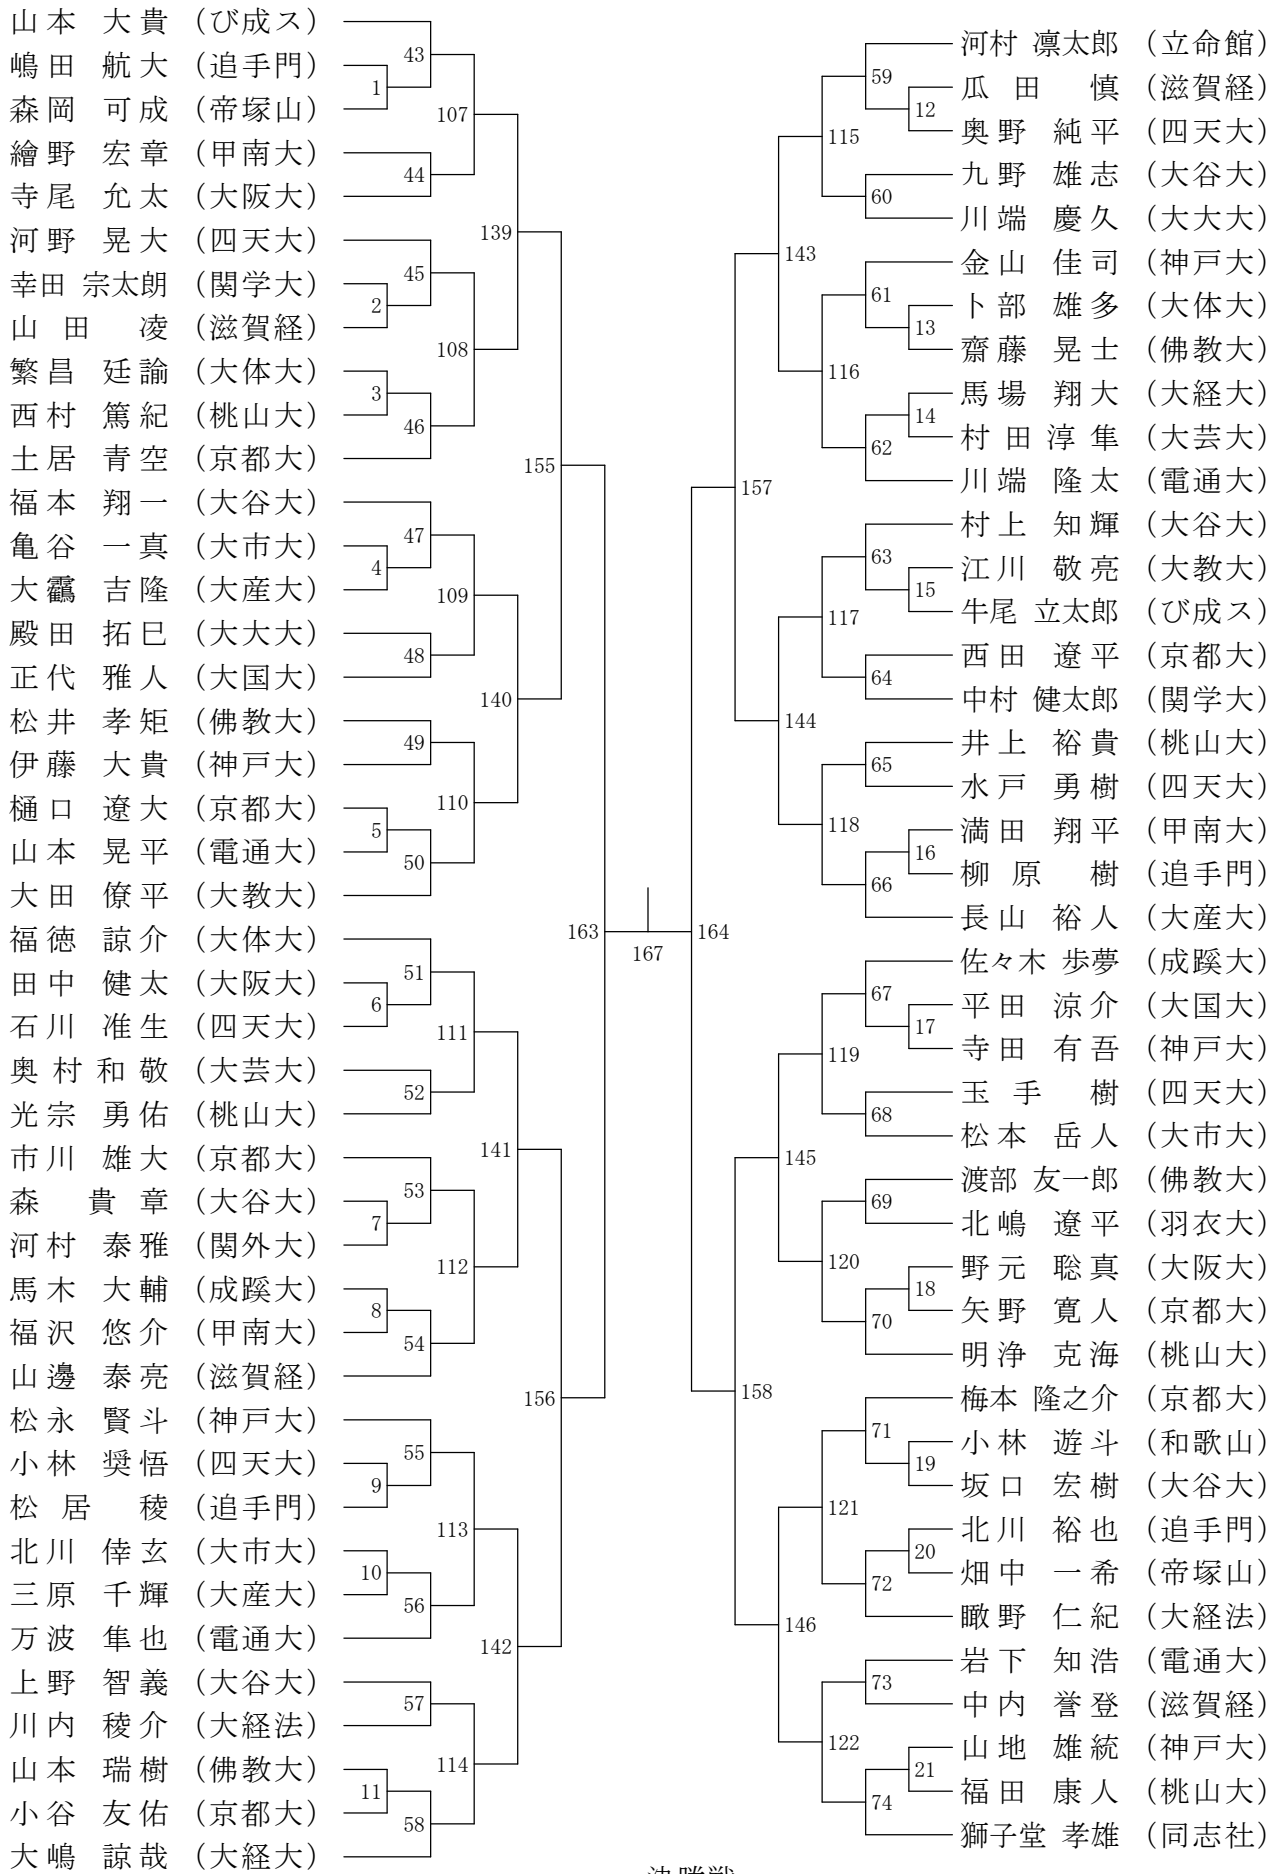 山本 大貴 (び成ス)
嶋田 航大 (追手門)
森岡 可成 (帝塚山)
繪野 宏章 (甲南大)
寺尾 允太 (大阪大)
河野 晃大 (四天大)
幸田 宗太朗 (関学大)
山田 凌 (滋賀経)
繁昌 廷諭 (大体大)
西村 篤紀 (桃山大)
土居 青空 (京都大)
福本 翔一 (大谷大)
亀谷 一真 (大市大)
大靏 吉隆 (大産大)
殿田 拓巳 (大大大)
正代 雅人 (大国大)
松井 孝矩 (佛教大)
伊藤 大貴 (神戸大)
樋口 遼大 (京都大)
山本 晃平 (電通大)
大田 僚平 (大教大)
福徳 諒介 (大体大)
田中 健太 (大阪大)
石川 准生 (四天大)
奥村 和敬 (大芸大)
光宗 勇佑 (桃山大)
市川 雄大 (京都大)
森 貴章 (大谷大)
河村 泰雅 (関外大)
馬木 大輔 (成蹊大)
福沢 悠介 (甲南大)
山邊 泰亮 (滋賀経)
松永 賢斗 (神戸大)
小林 奨悟 (四天大)
松居 稜 (追手門)
北川 倖玄 (大市大)
三原 千輝 (大産大)
万波 隼也 (電通大)
上野 智義 (大谷大)
川内 稜介 (大経法)
山本 瑞樹 (佛教大)
小谷 友佑 (京都大)
大嶋 諒哉 (大経大)
1
2
3
4
5
6
7
8
9
10
11
43
44
45
46
47
48
49
50
51
52
53
54
55
56
57
58
107
108
109
110
111
112
113
114
139
140
141
142
155
156
163
167
164
157
158
143
144
145
146
115
116
117
118
119
120
121
122
59
60
61
62
63
64
65
66
67
68
69
70
71
72
73
74
12
13
14
15
16
17
18
19
20
21
河村 凛太郎 (立命館)
瓜田 慎 (滋賀経)
奥野 純平 (四天大)
九野 雄志 (大谷大)
川端 慶久 (大大大)
金山 佳司 (神戸大)
卜部 雄多 (大体大)
齋藤 晃士 (佛教大)
馬場 翔大 (大経大)
村田 淳隼 (大芸大)
川端 隆太 (電通大)
村上 知輝 (大谷大)
江川 敬亮 (大教大)
牛尾 立太郎 (び成ス)
西田 遼平 (京都大)
中村 健太郎 (関学大)
井上 裕貴 (桃山大)
水戸 勇樹 (四天大)
満田 翔平 (甲南大)
柳原 樹 (追手門)
長山 裕人 (大産大)
佐々木 歩夢 (成蹊大)
平田 涼介 (大国大)
寺田 有吾 (神戸大)
玉手 樹 (四天大)
松本 岳人 (大市大)
渡部 友一郎 (佛教大)
北嶋 遼平 (羽衣大)
野元 聡真 (大阪大)
矢野 寛人 (京都大)
明浄 克海 (桃山大)
梅本 隆之介 (京都大)
小林 遊斗 (和歌山)
坂口 宏樹 (大谷大)
北川 裕也 (追手門)
畑中 一希 (帝塚山)
瞰野 仁紀 (大経法)
岩下 知浩 (電通大)
中内 誉登 (滋賀経)
山地 雄統 (神戸大)
福田 康人 (桃山大)
獅子堂 孝雄 (同志社)